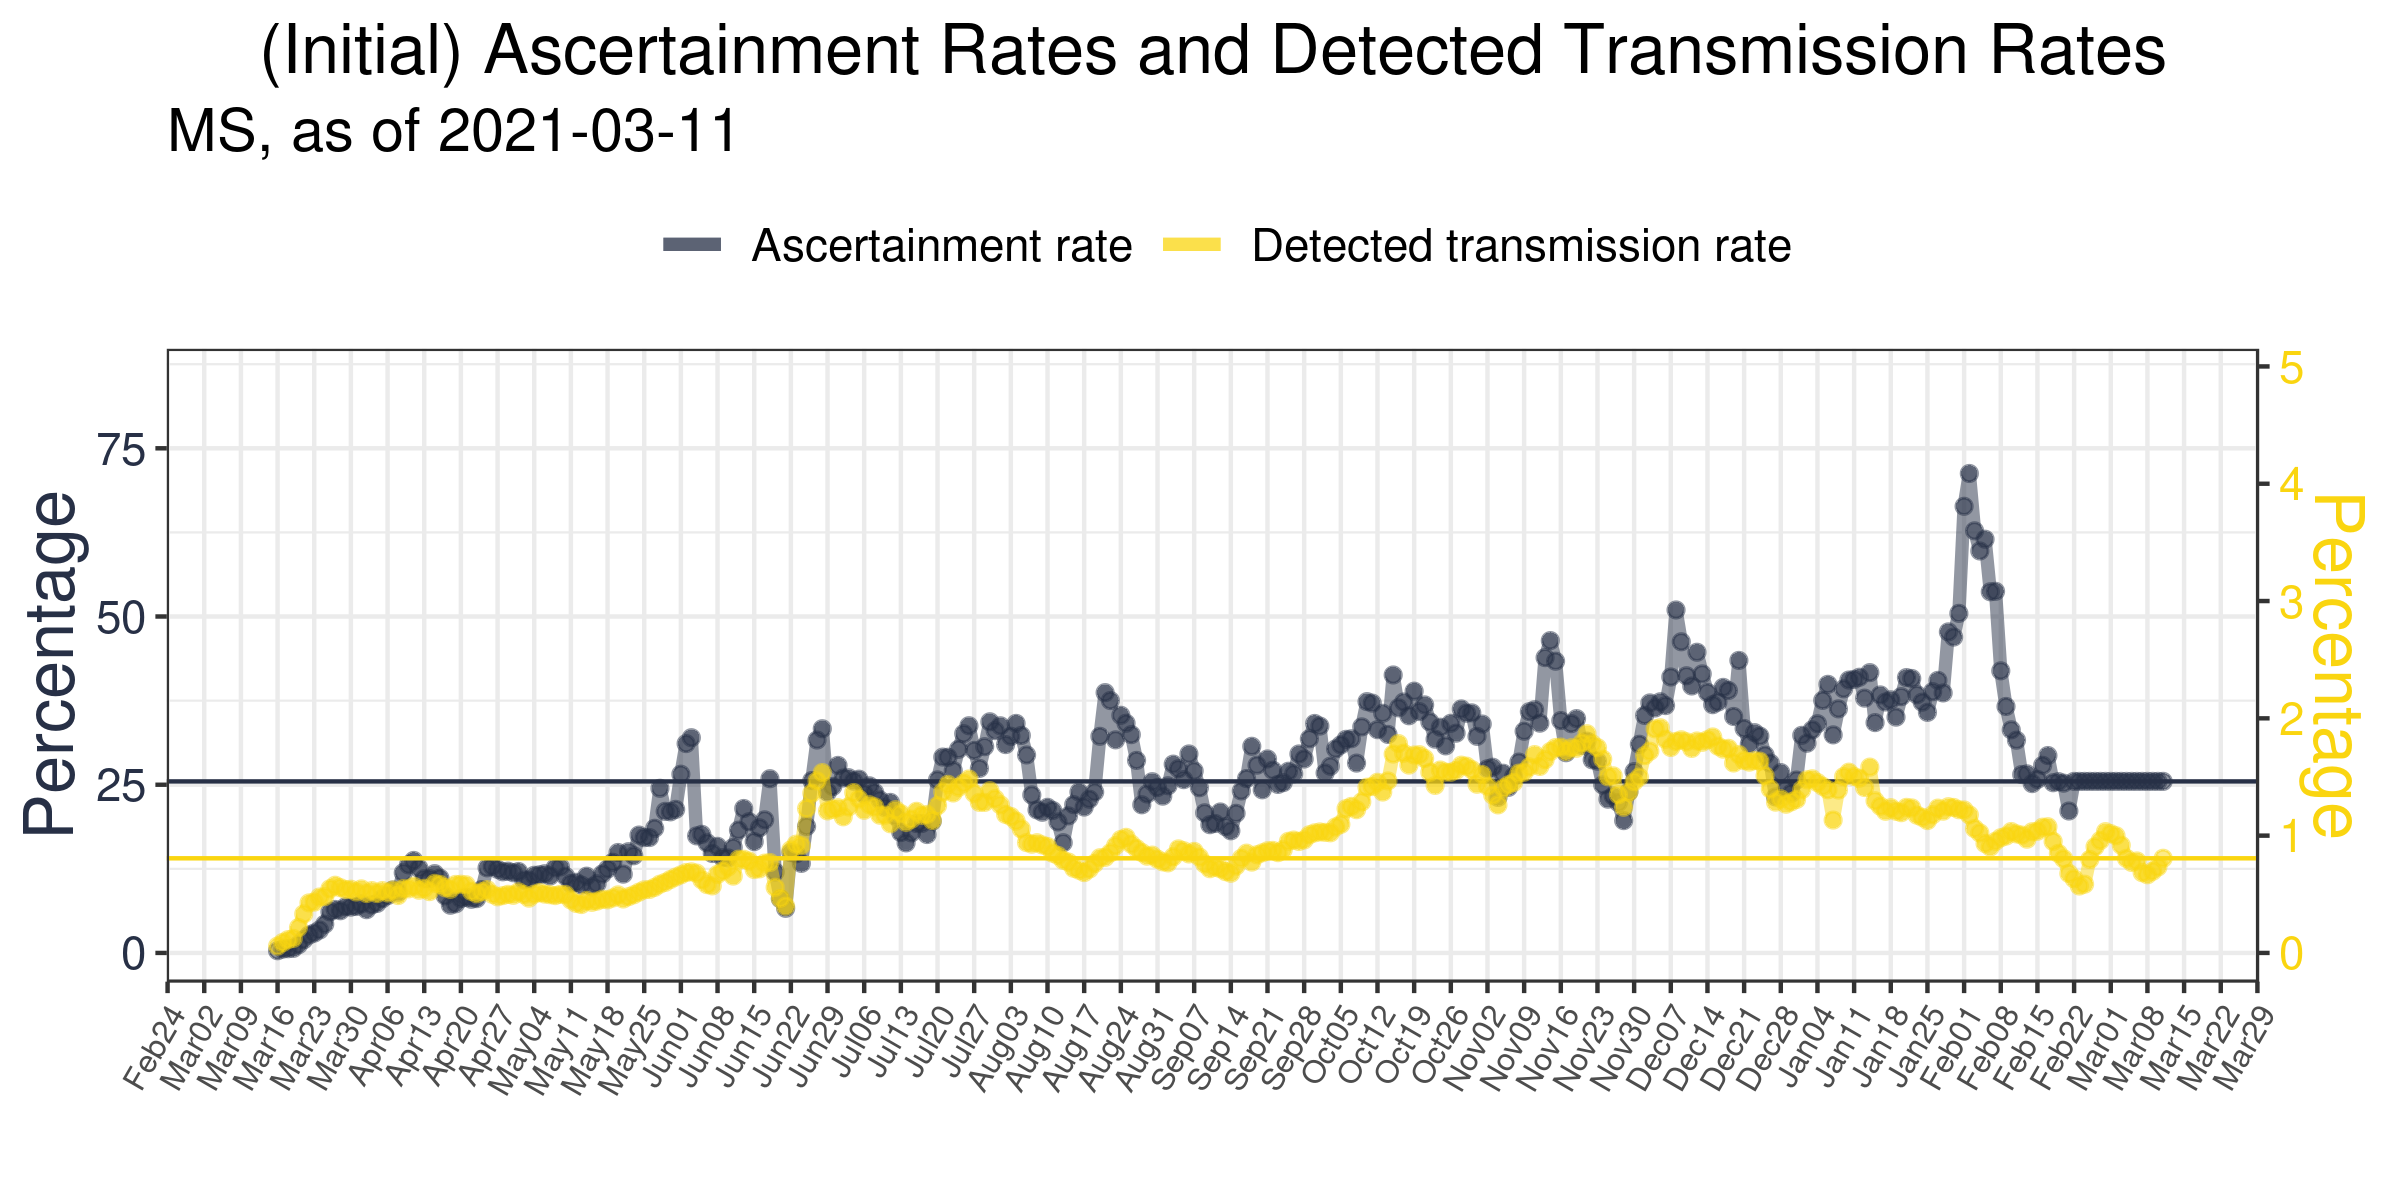 (Initial) Ascertainment Rates and Detected Transmission Rates
MS, as of 2021-03-11
Ascertainment rate
Detected transmission rate
Percentage
75
50
25
0
5
4
3
2
1
0
Percentage
Feb24
Mar02
Mar09
Mar16
Mar23
Mar30
Apr06
Apr13
Apr20
Apr27
May04
May11
May18
May25
Jun01
Jun08
Jun15
Jun22
Jun29
Jul06
Jul13
Jul20
Jul27
Aug03
Aug10
Aug17
Aug24
Aug31
Sep07
Sep14
Sep21
Sep28
Oct05
Oct12
Oct19
Oct26
Nov02
Nov09
Nov16
Nov23
Nov30
Dec07
Dec14
Dec21
Dec28
Jan04
Jan11
Jan18
Jan25
Feb01
Feb08
Feb15
Feb22
Mar01
Mar08
Mar15
Mar22
Mar29